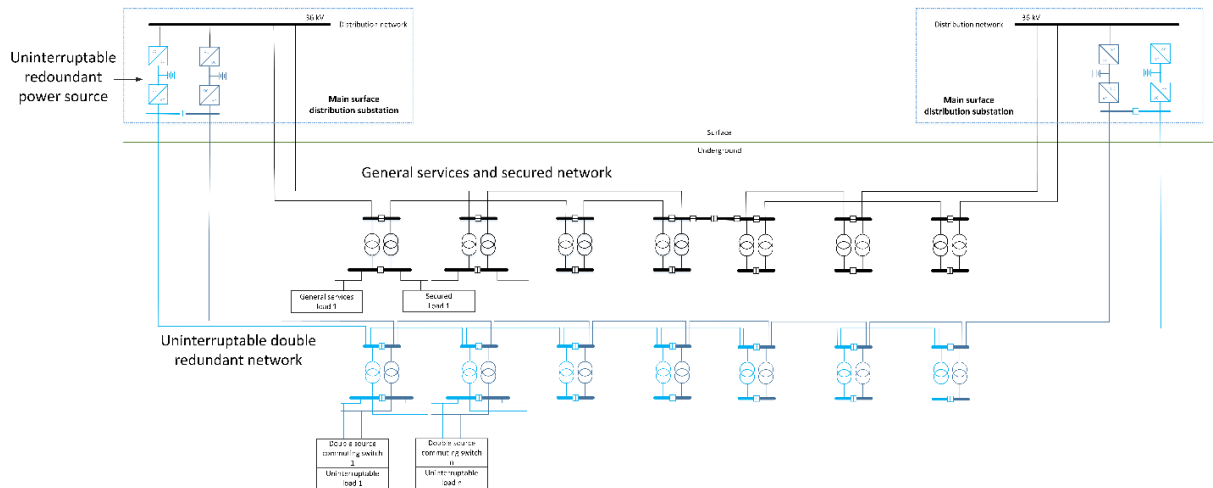 36 kV
Distribution network
Distribution network
36 kV
Uninterruptable
redoundant
power source
Main surface
distribution substation
Main surface
distribution substation
Surface
Underground
General services and secured network
General services
load 1
Secured
Load 1
Uninterruptable double
redundant network
Double source
commuting switch
1
Uninterruptable
load 1
Double source
commuting switch
n
Uninterruptable
load n